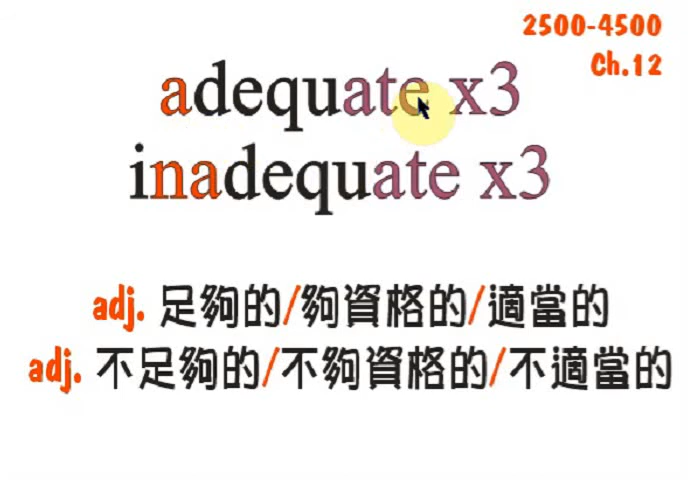 2500-4500
Ch.12
adequate x3
inadequate x3
adj. 足夠的/夠資格的/適當的
adj. 不足夠的/不夠資格的/不適當的